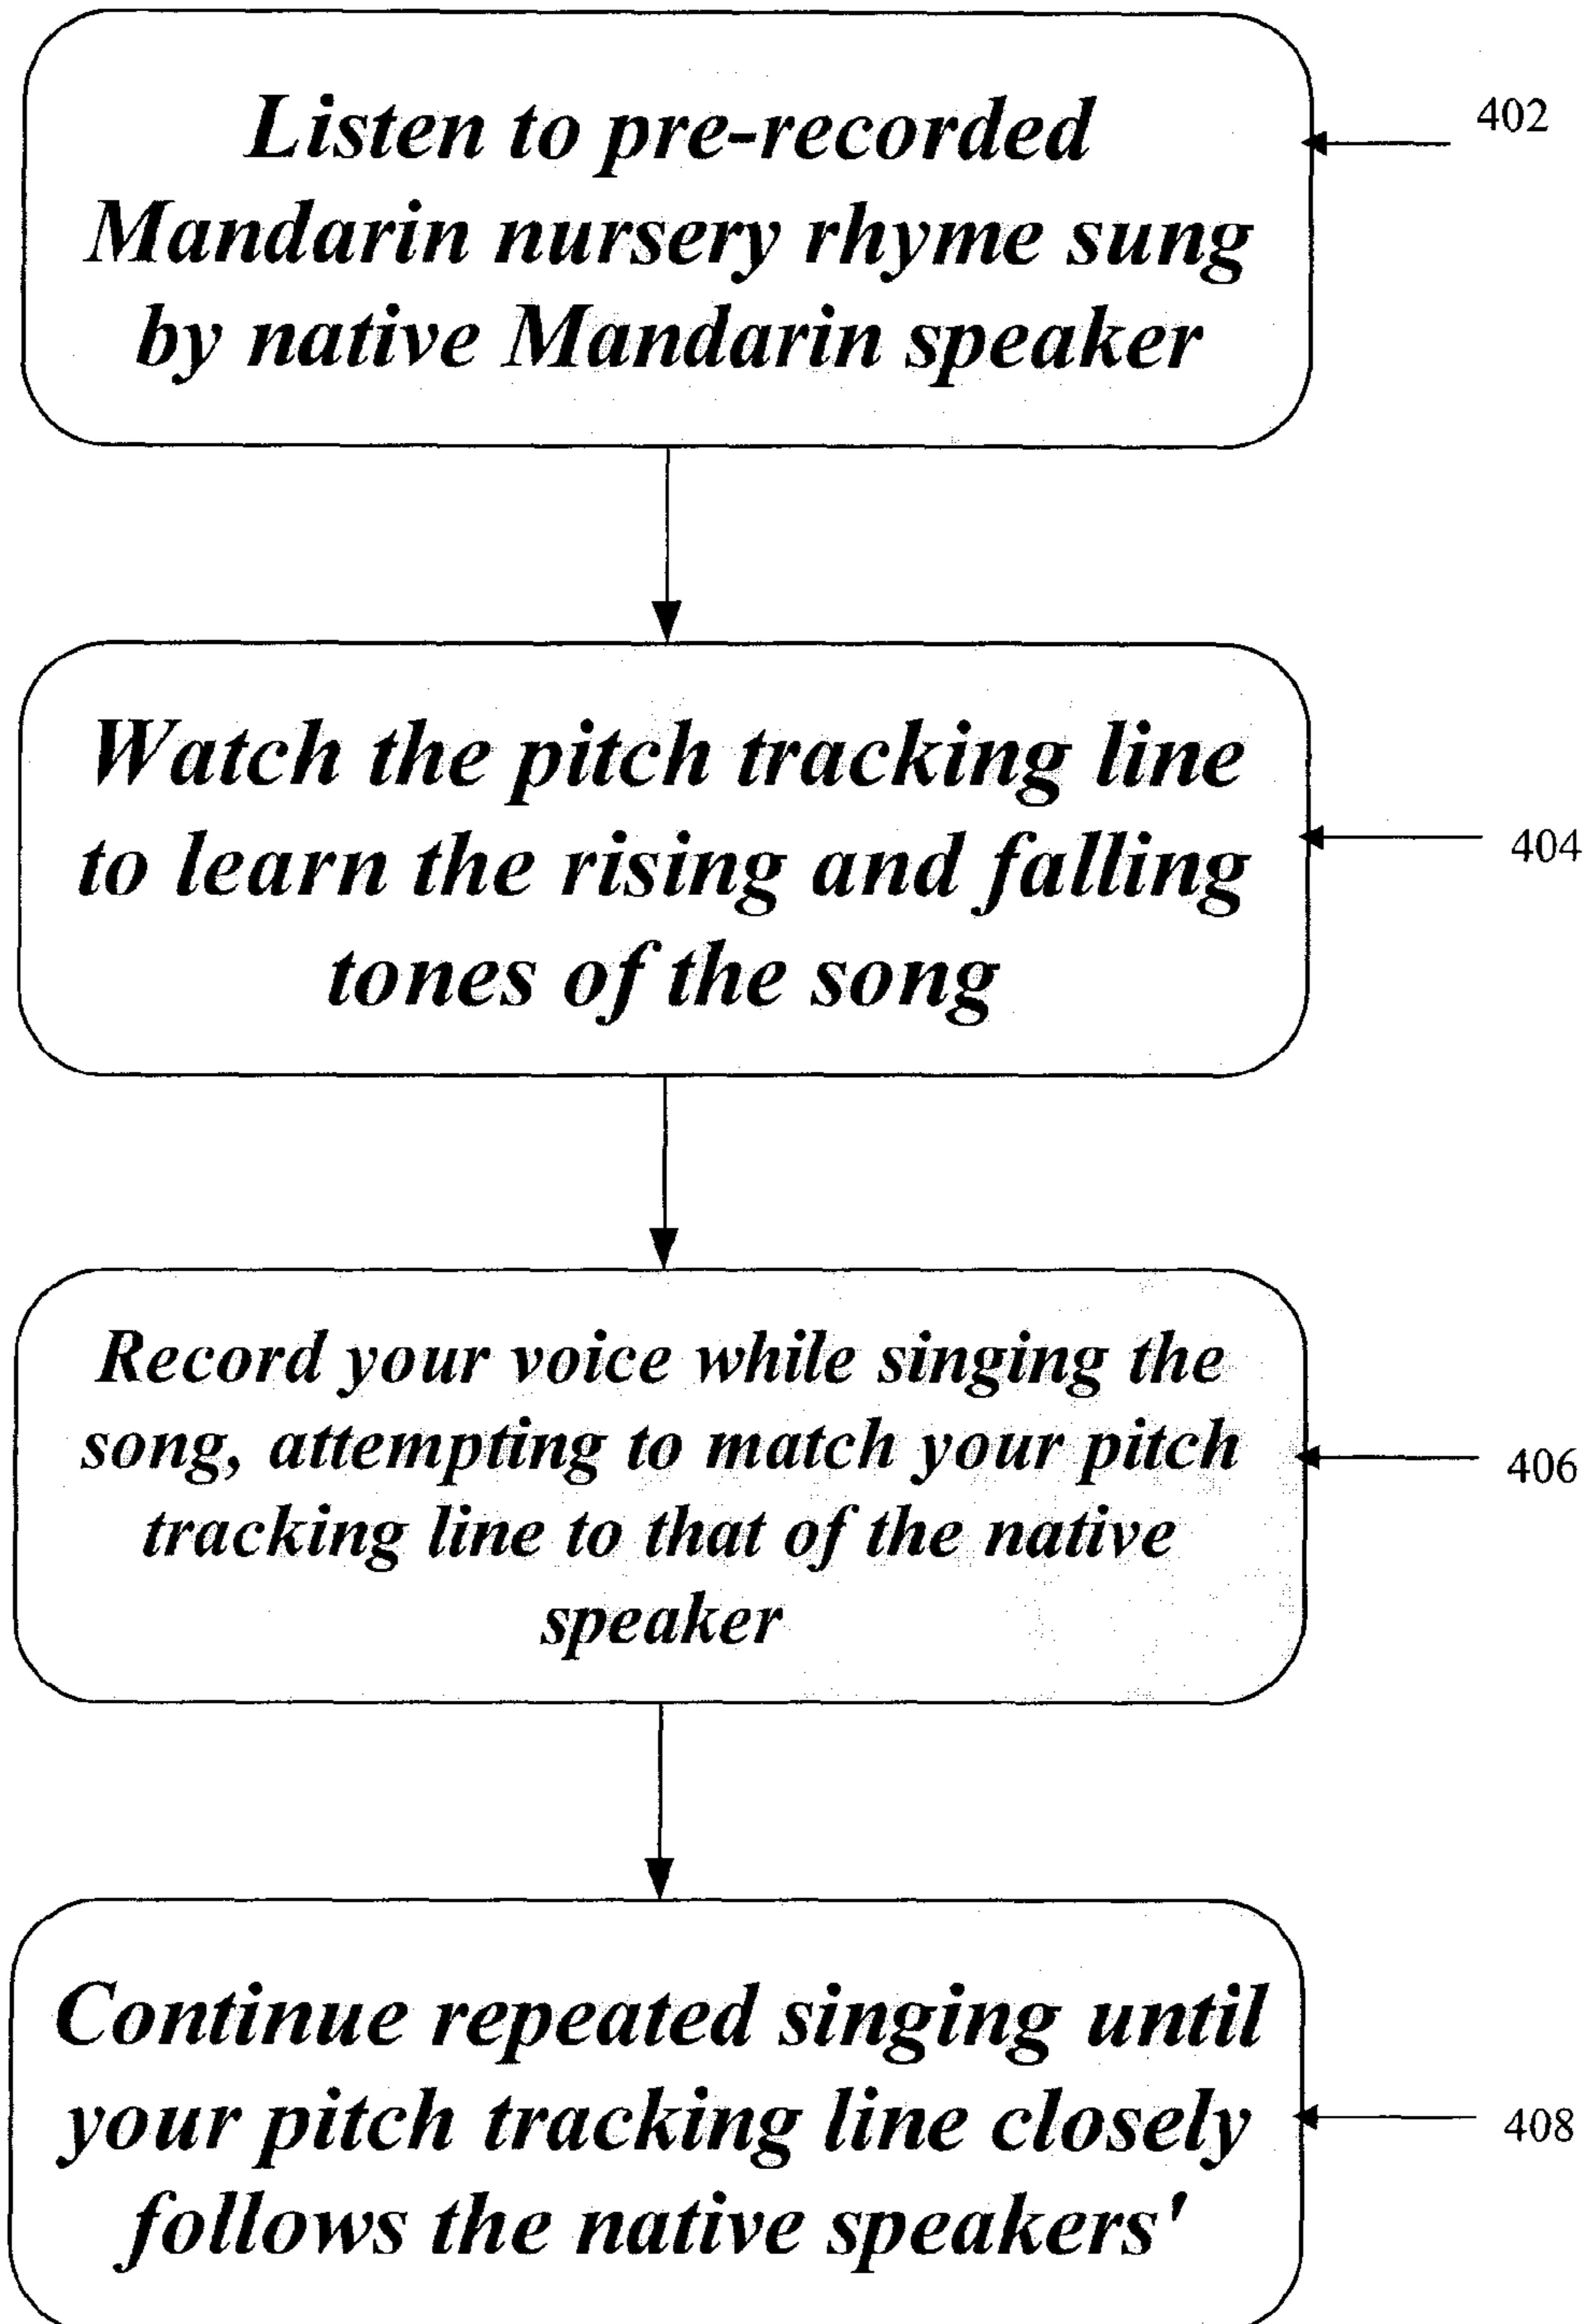 Listen to pre-recorded
402
Mandarin nursery rhyme sung
by native Mandarin speaker
Watch the pitch tracking line
to learn the rising and falling
404
tones of the song
Record your voice while singing the
song, attempting to match your pitch
406
tracking line to that of the native
speaker
Continue repeated singing until
your pitch tracking line closely
408
follows the native speakers'